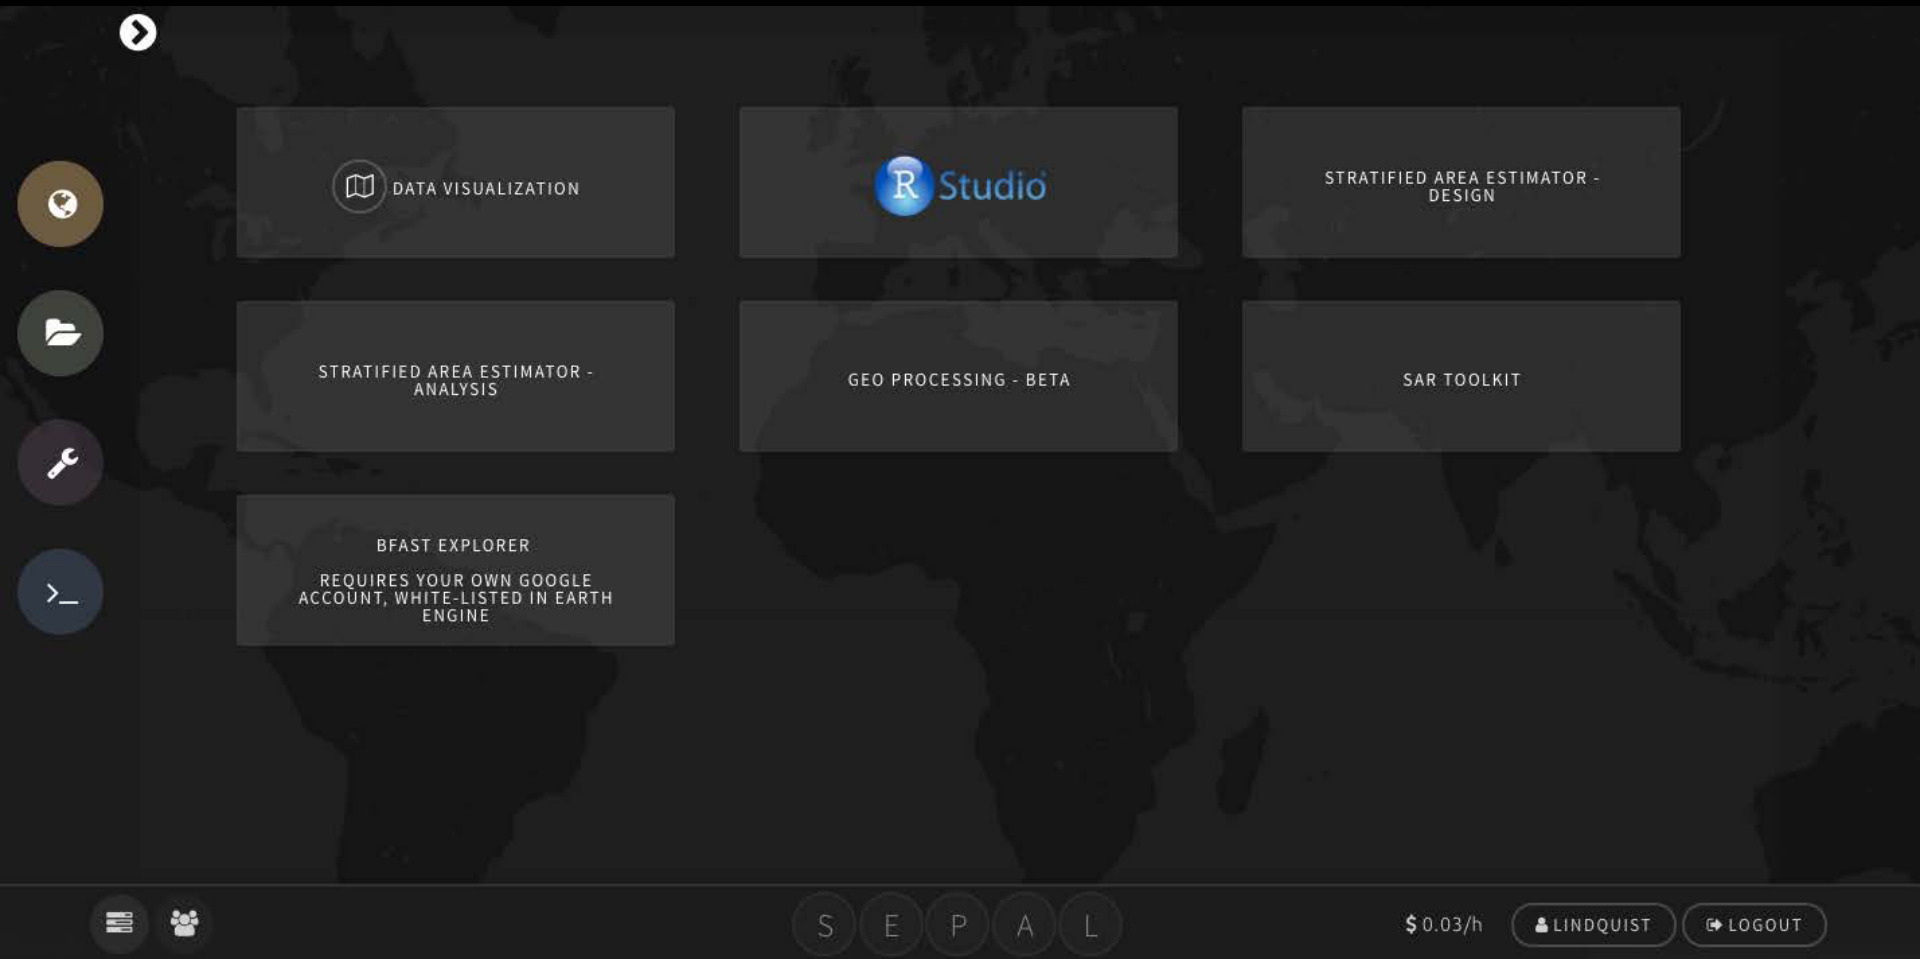 DATA VISUALIZATION
R Studio
STRATIFIED AREA ESTIMATOR -
DESIGN
STRATIFIED AREA ESTIMATOR -
ANALYSIS
GEO PROCESSING - BETA
SAR TOOLKIT
BFAST EXPLORER
REQUIRES YOUR OWN GOOGLE
ACCOUNT, WHITE-LISTED IN EARTH
ENGINE
>_
S E P A L
$ 0.03/h
LINDQUIST
LOGOUT